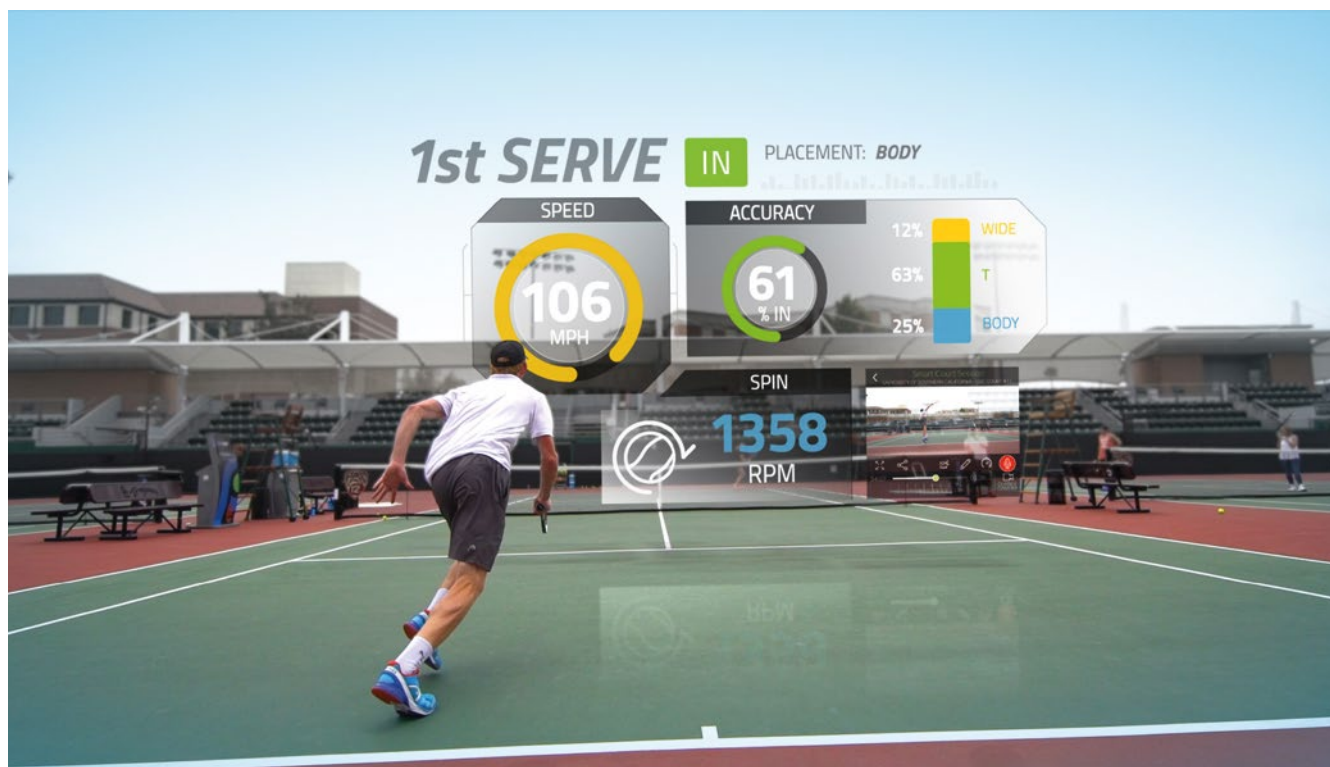 1st SERVE
IN
PLACEMENT: BODY
SPEED
106
MPH
ACCURACY
61
% IN
12% WIDE
63% T
25% BODY
SPIN
1358
RPM